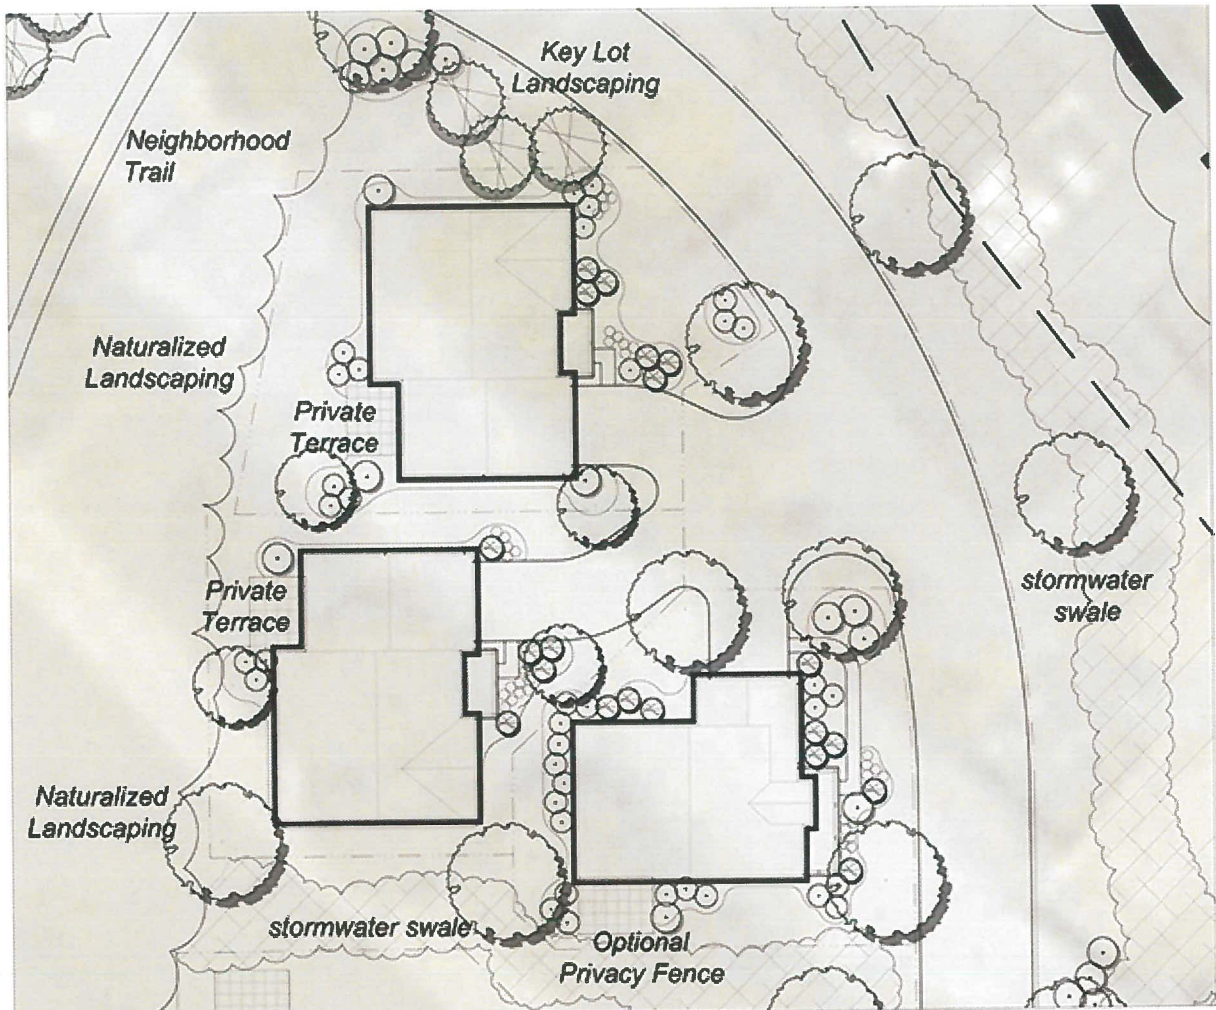 Key Lot
Landscaping
Neighborhood
Trail
Naturalized
Landscaping
Private
Terrace
stormwater
swale
Private
Terrace
Naturalized
Landscaping
stormwater swale
Optional
Privacy Fence